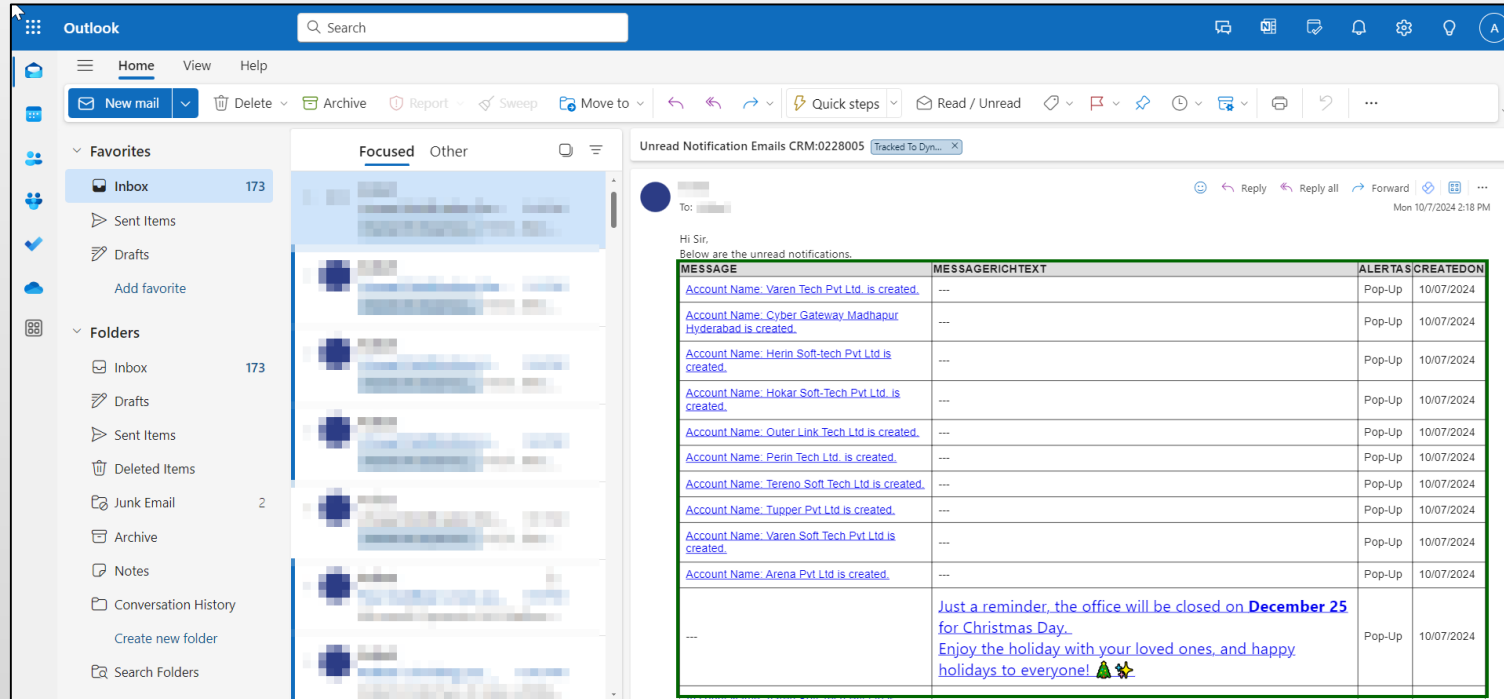 Outlook
Search
A
Home View Help
New mail Delete Archive Report Sweep Move to Quick steps Read / Unread
Favorites
Inbox 173
Sent Items
Drafts
Add favorite
Folders
Inbox 173
Drafts
Sent Items
Deleted Items
Junk Email 2
Archive
Notes
Conversation History
Create new folder
Search Folders
Focused Other
Unread Notification Emails CRM:0228005 Tracked To Dyn... ×
Reply Reply all Forward
To:
Mon 10/7/2024 2:18 PM
Hi Sir,
Below are the unread notifications.
MESSAGE MESSAGERICHTEXT ALERTAS CREATEDON
Account Name: Varen Tech Pvt Ltd. is created. --- Pop-Up 10/07/2024
Account Name: Cyber Gateway Madhapur
Hyderabad is created. --- Pop-Up 10/07/2024
Account Name: Herin Soft-tech Pvt Ltd is
created. --- Pop-Up 10/07/2024
Account Name: Hokar Soft-Tech Pvt Ltd. is
created. --- Pop-Up 10/07/2024
Account Name: Outer Link Tech Ltd is created. --- Pop-Up 10/07/2024
Account Name: Perin Tech Ltd. is created. --- Pop-Up 10/07/2024
Account Name: Tereno Soft Tech Ltd is created. --- Pop-Up 10/07/2024
Account Name: Tupper Pvt Ltd is created. --- Pop-Up 10/07/2024
Account Name: Varen Soft Tech Pvt Ltd is
created. --- Pop-Up 10/07/2024
Account Name: Arena Pvt Ltd is created. --- Pop-Up 10/07/2024
Just a reminder, the office will be closed on December 25
for Christmas Day.
--- Enjoy the holiday with your loved ones, and happy Pop-Up 10/07/2024
holidays to everyone! 🎄✨